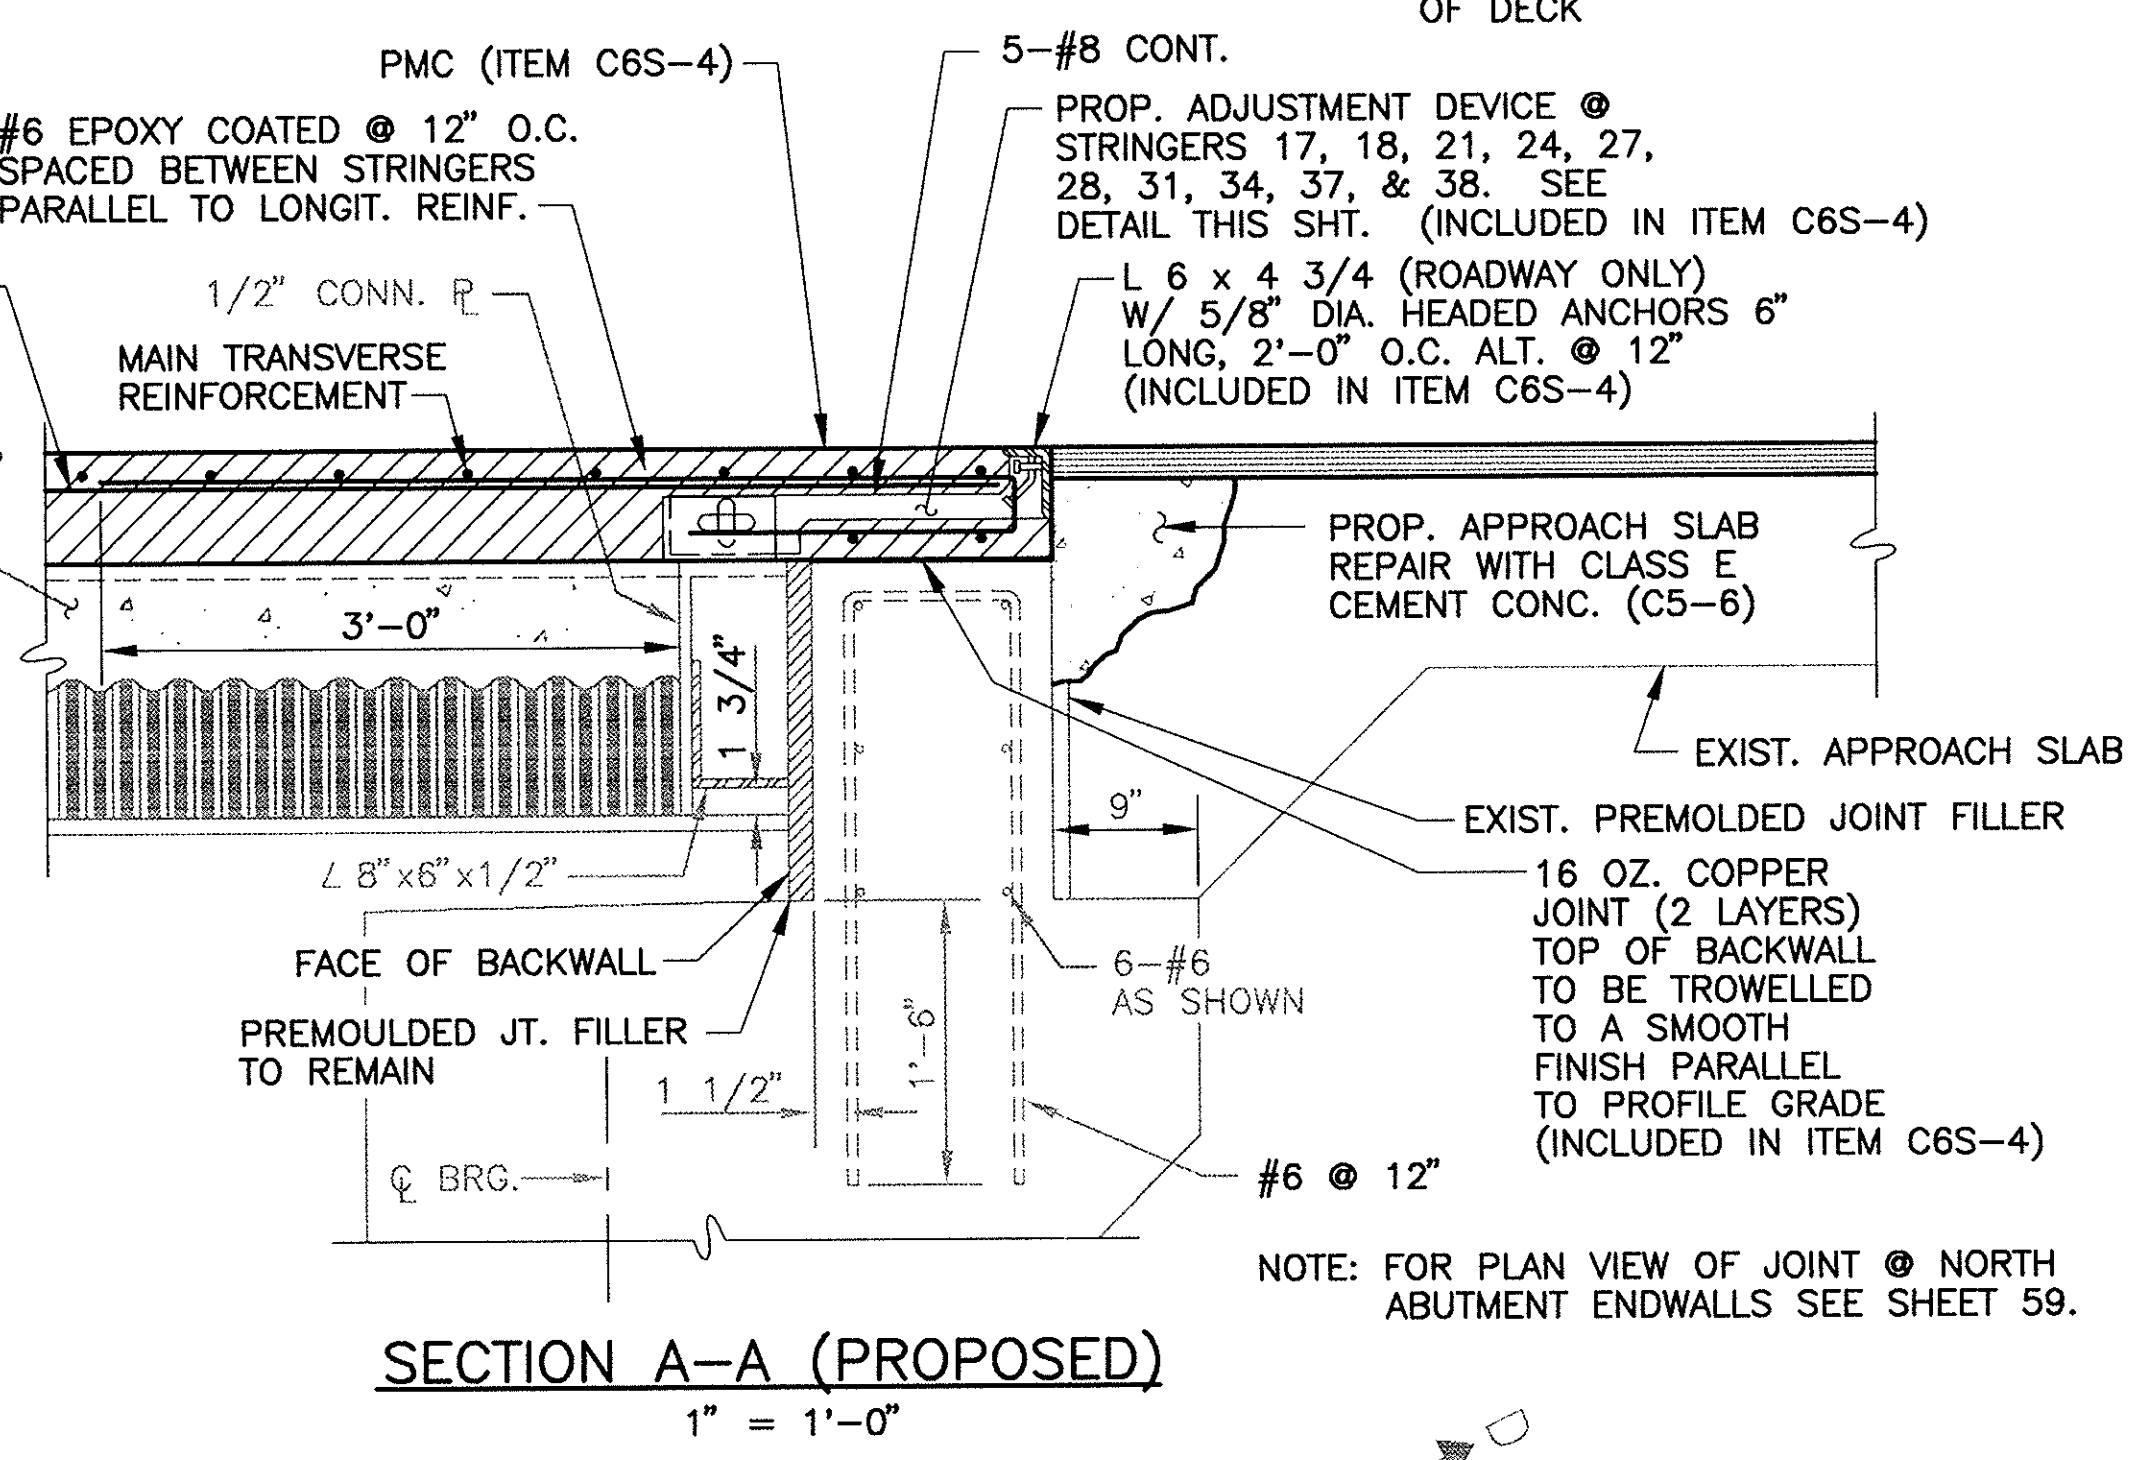 OF DECK
PMC (ITEM C6S-4)
5-#8 CONT.
#6 EPOXY COATED @ 12" O.C.
SPACED BETWEEN STRINGERS
PARALLEL TO LONGIT. REINF.
PROP. ADJUSTMENT DEVICE @
STRINGERS 17, 18, 21, 24, 27,
28, 31, 34, 37, & 38. SEE
DETAIL THIS SHT. (INCLUDED IN ITEM C6S-4)
1/2" CONN. PL
L 6 x 4 3/4 (ROADWAY ONLY)
W/ 5/8" DIA. HEADED ANCHORS 6"
LONG, 2'-0" O.C. ALT. @ 12"
(INCLUDED IN ITEM C6S-4)
MAIN TRANSVERSE
REINFORCEMENT
PROP. APPROACH SLAB
REPAIR WITH CLASS E
CEMENT CONC. (C5-6)
3'-0"
1 3/4"
EXIST. APPROACH SLAB
9"
EXIST. PREMOLDED JOINT FILLER
L 8"x6"x1/2"
16 OZ. COPPER
JOINT (2 LAYERS)
TOP OF BACKWALL
TO BE TROWELLED
TO A SMOOTH
FINISH PARALLEL
TO PROFILE GRADE
(INCLUDED IN ITEM C6S-4)
FACE OF BACKWALL
6-#6
AS SHOWN
PREMOULDED JT. FILLER
TO REMAIN
1'-6"
1 1/2"
CL BRG.
#6 @ 12"
NOTE: FOR PLAN VIEW OF JOINT @ NORTH
ABUTMENT ENDWALLS SEE SHEET 59.
SECTION A-A (PROPOSED)
1" = 1'-0"